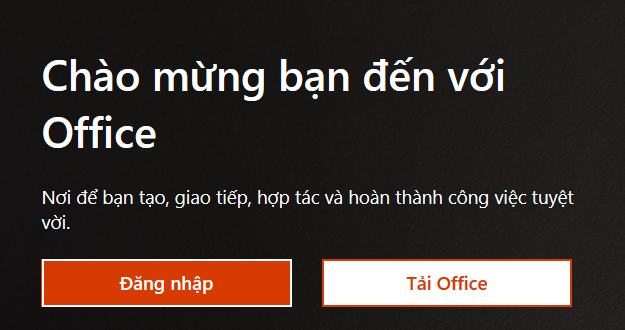 Chào mừng bạn đến với
Office
Nơi để bạn tạo, giao tiếp, hợp tác và hoàn thành công việc tuyệt
vời.
Đăng nhập
Tải Office